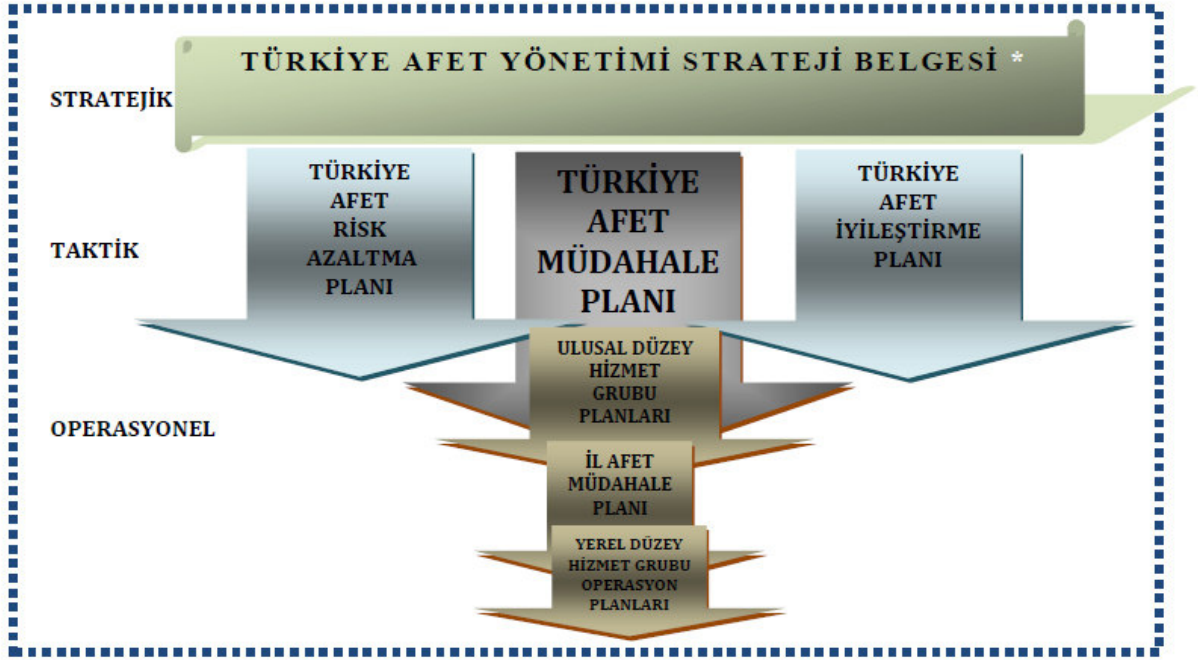 TÜRKİYE AFET YÖNETİMİ STRATEJİ BELGESİ *
STRATEJİK
TÜRKİYE
AFET
RİSK
AZALTMA
PLANI
TÜRKİYE
AFET
MÜDAHALE
PLANI
TÜRKİYE
AFET
İYİLEŞTİRME
PLANI
TAKTİK
ULUSAL DÜZEY
HİZMET
GRUBU
PLANLARI
OPERASYONEL
İL AFET
MÜDAHALE
PLANI
YEREL DÜZEY
HİZMET GRUBU
OPERASYON
PLANLARI